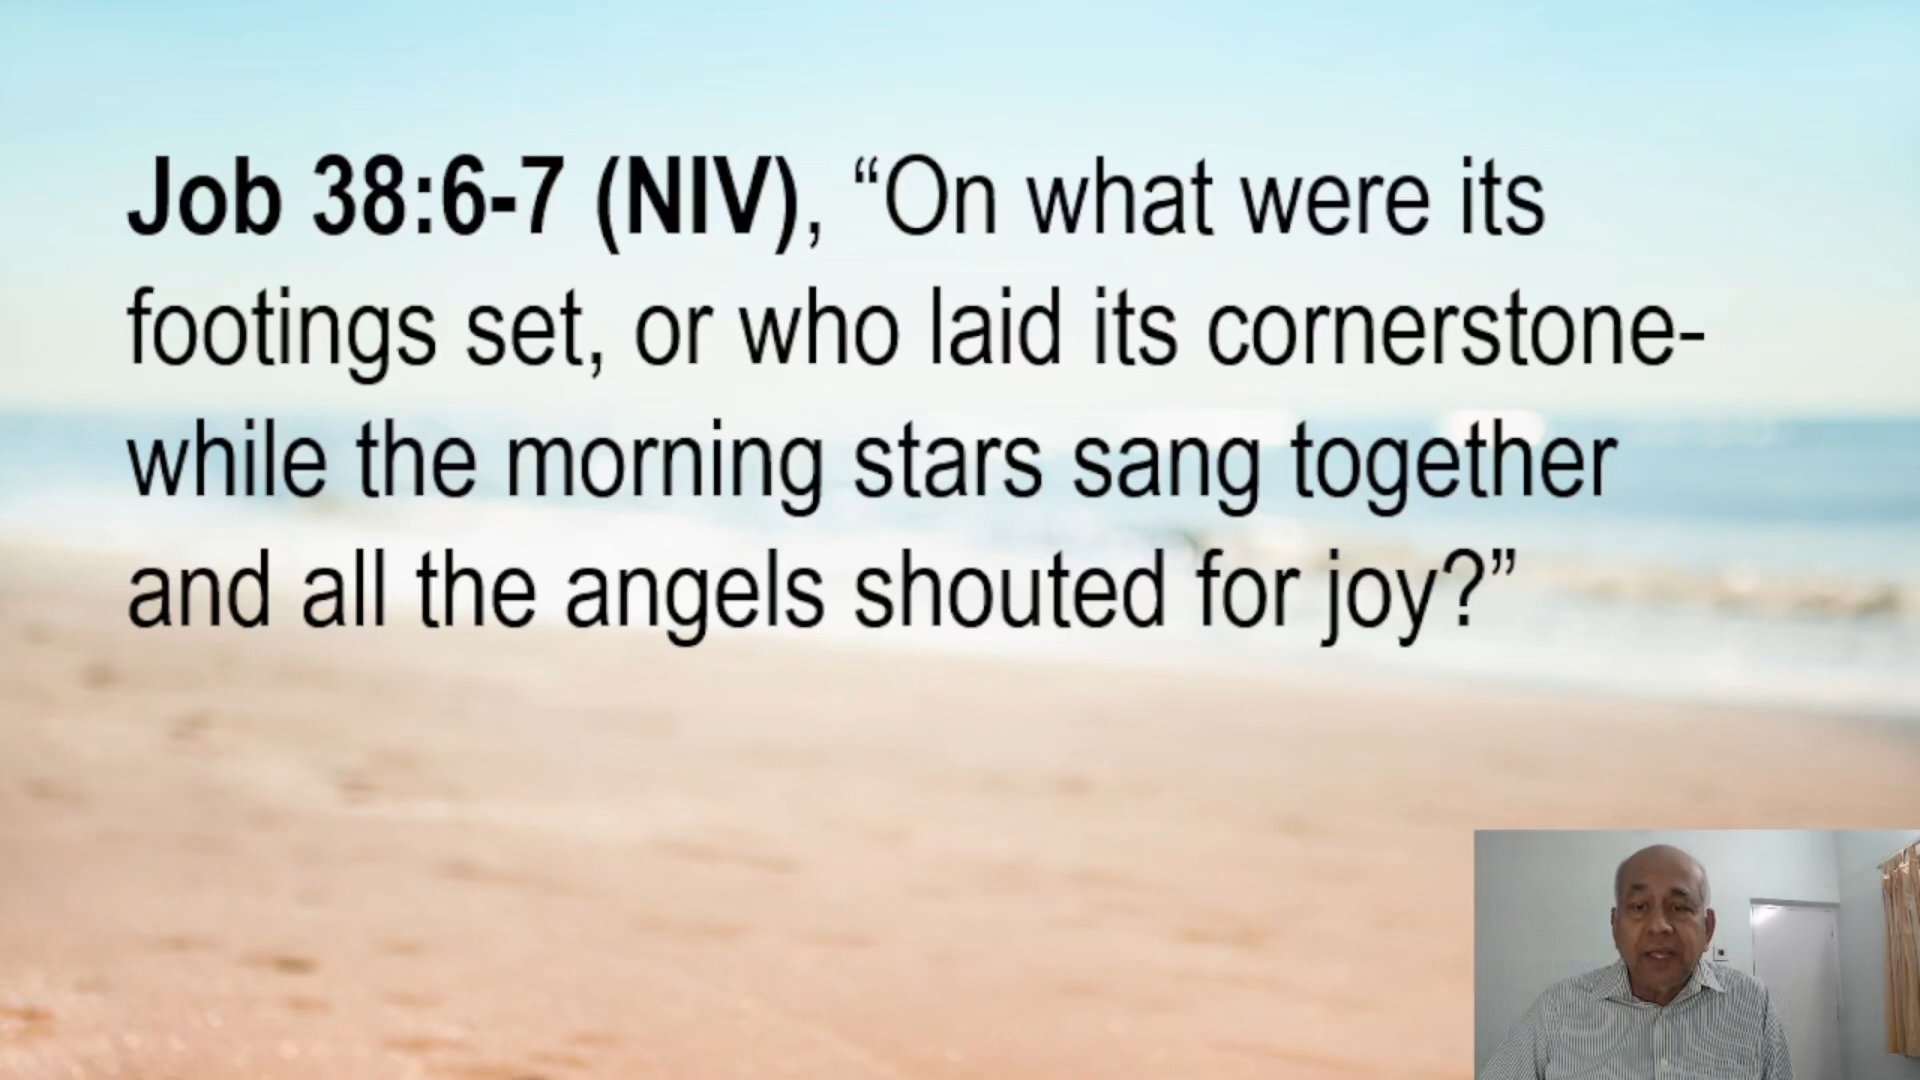 Job 38:6-7 (NIV), “On what were its
footings set, or who laid its cornerstone-
while the morning stars sang together
and all the angels shouted for joy?”